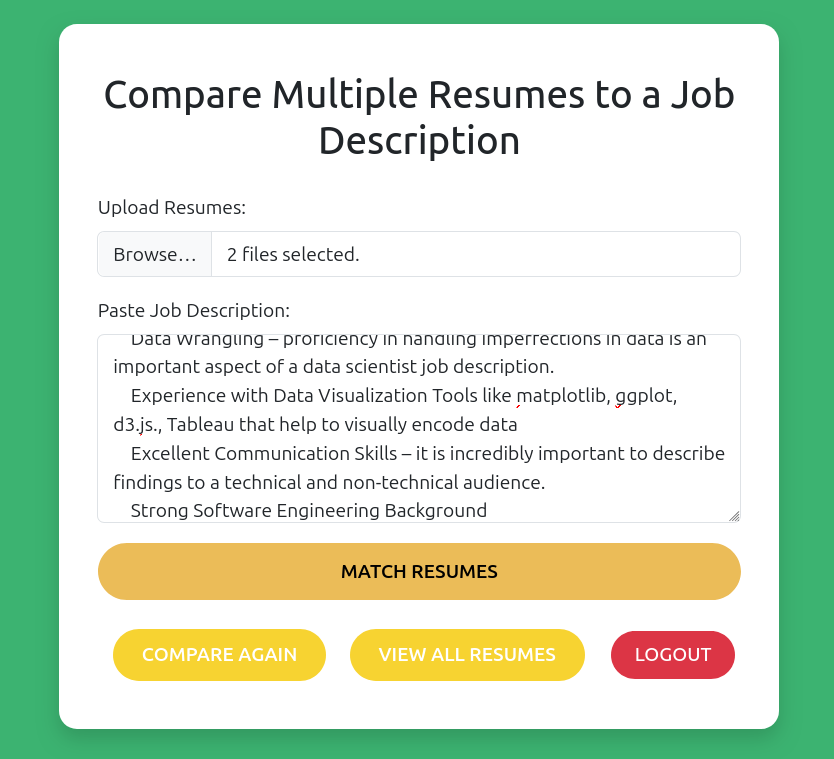 Compare Multiple Resumes to a Job
Description
Upload Resumes:
Browse… 2 files selected.
Paste Job Description:
Data Wrangling – proficiency in handling imperfections in data is an
important aspect of a data scientist job description.
Experience with Data Visualization Tools like matplotlib, ggplot,
d3.js., Tableau that help to visually encode data
Excellent Communication Skills – it is incredibly important to describe
findings to a technical and non-technical audience.
Strong Software Engineering Background
MATCH RESUMES
COMPARE AGAIN VIEW ALL RESUMES LOGOUT